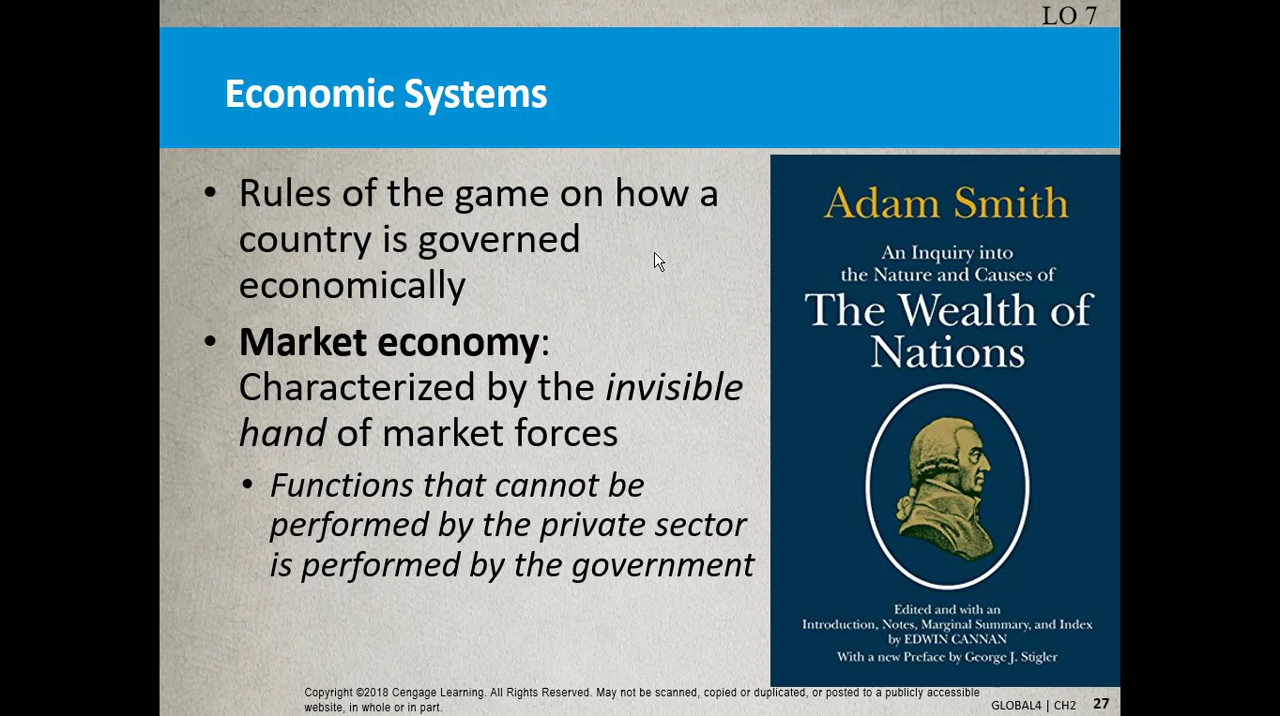 LO 7
Economic Systems
• Rules of the game on how a
country is governed
economically
• Market economy:
Characterized by the invisible
hand of market forces
• Functions that cannot be
performed by the private sector
is performed by the government
Adam Smith
An Inquiry into
the Nature and Causes of
The Wealth of
Nations
Edited and with an
Introduction, Notes, Marginal Summary, and Index
by EDWIN CANNAN
With a new Preface by George J. Stigler
Copyright ©2018 Cengage Learning. All Rights Reserved. May not be scanned, copied or duplicated, or posted to a publicly accessible
website, in whole or in part.
GLOBAL4 | CH2 27